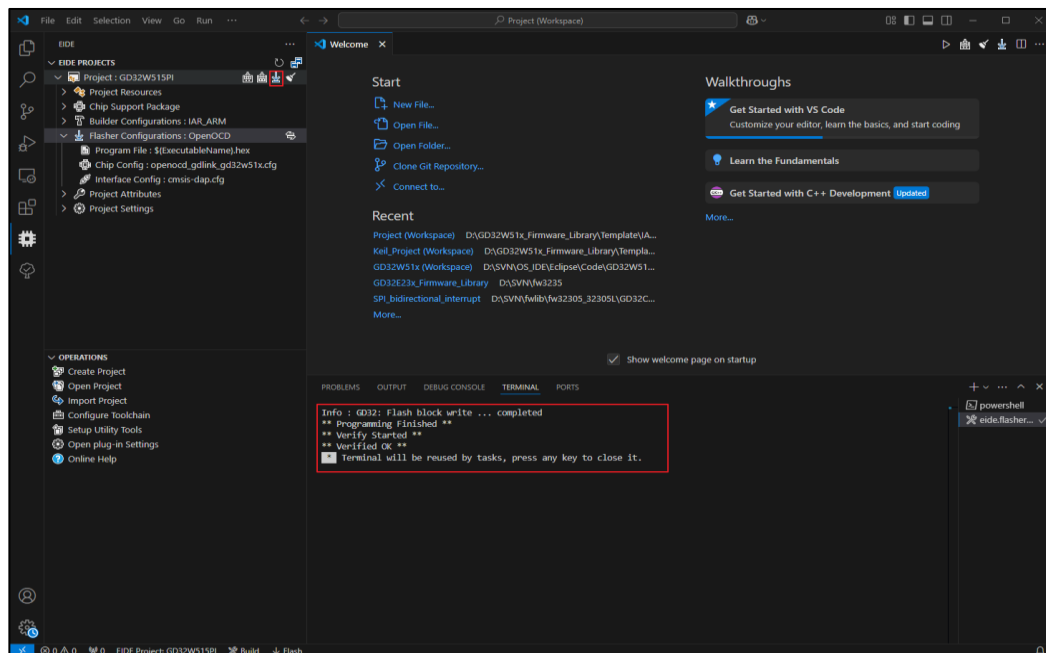 File Edit Selection View Go Run ··· Project (Workspace)
EIDE ···
EIDE PROJECTS
Project : GD32W515PI
Project Resources
Chip Support Package
Builder Configurations : IAR_ARM
Flasher Configurations : OpenOCD
Program File : ${ExecutableName}.hex
Chip Config : openocd_gdlink_gd32w51x.cfg
Interface Config : cmsis-dap.cfg
Project Attributes
Project Settings
OPERATIONS
Create Project
Open Project
Import Project
Configure Toolchain
Setup Utility Tools
Open plug-in Settings
Online Help
Welcome
Start
New File...
Open File...
Open Folder...
Clone Git Repository...
Connect to...
Recent
Project (Workspace) D:\GD32W51x_Firmware_Library\Template\IA...
Keil_Project (Workspace) D:\GD32W51x_Firmware_Library\Templa...
GD32W51x (Workspace) D:\SVN\OS_IDE\Eclipse\Code\GD32W51...
GD32E23x_Firmware_Library D:\SVN\fw3235
SPI_bidirectional_interrupt D:\SVN\fwlib\fw32305_32305L\GD32C...
More...
Walkthroughs
Get Started with VS Code
Customize your editor, learn the basics, and start coding
Learn the Fundamentals
Get Started with C++ Development Updated
More...
Show welcome page on startup
PROBLEMS OUTPUT DEBUG CONSOLE TERMINAL PORTS
Info : GD32: Flash block write ... completed
** Programming Finished **
** Verify Started **
** Verified OK **
* Terminal will be reused by tasks, press any key to close it.
powershell
eide.flasher...
0 0 0 EIDE Project: GD32W515PI Build Flash